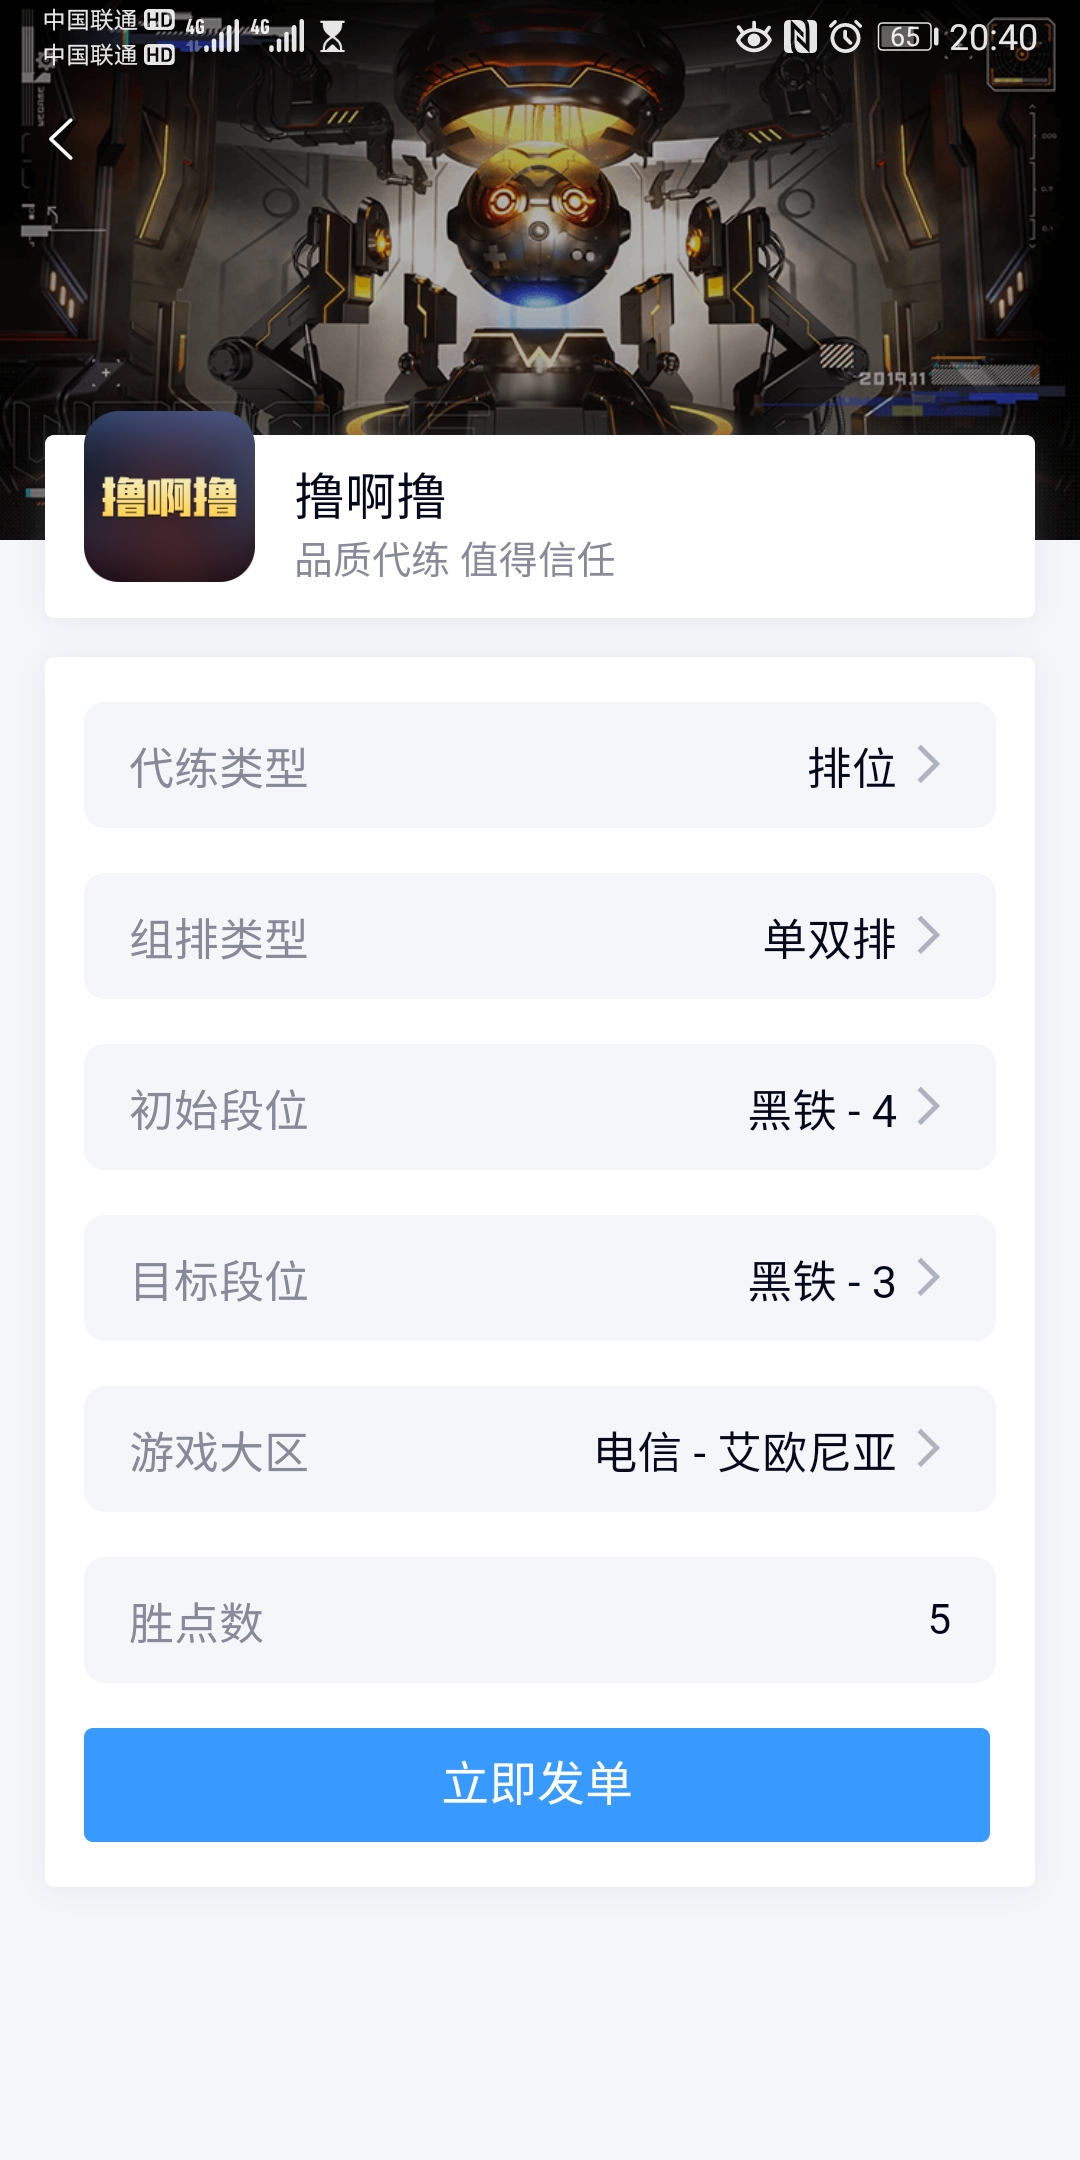 中国联通 HD 4G 4G 65 20:40
中国联通 HD
2019.11
撸啊撸
撸啊撸
品质代练 值得信任
代练类型 排位
组排类型 单双排
初始段位 黑铁 - 4
目标段位 黑铁 - 3
游戏大区 电信 - 艾欧尼亚
胜点数 5
立即发单